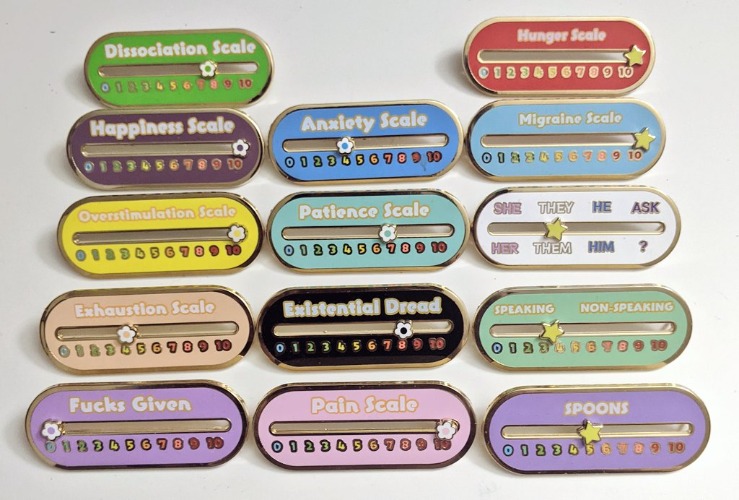 Dissociation Scale
0 1 2 3 4 5 6 7 8 9 10
Hunger Scale
0 1 2 3 4 5 6 7 8 9 10
Happiness Scale
0 1 2 3 4 5 6 7 8 9 10
Anxiety Scale
0 1 2 3 4 5 6 7 8 9 10
Migraine Scale
0 1 2 3 4 5 6 7 8 9 10
Overstimulation Scale
0 1 2 3 4 5 6 7 8 9 10
Patience Scale
0 1 2 3 4 5 6 7 8 9 10
SHE THEY HE ASK
HER THEM HIM ?
Exhaustion Scale
0 1 2 3 4 5 6 7 8 9 10
Existential Dread
0 1 2 3 4 5 6 7 8 9 10
SPEAKING NON-SPEAKING
0 1 2 3 4 5 6 7 8 9 10
Fucks Given
0 1 2 3 4 5 6 7 8 9 10
Pain Scale
0 1 2 3 4 5 6 7 8 9 10
SPOONS
0 1 2 3 4 5 6 7 8 9 10